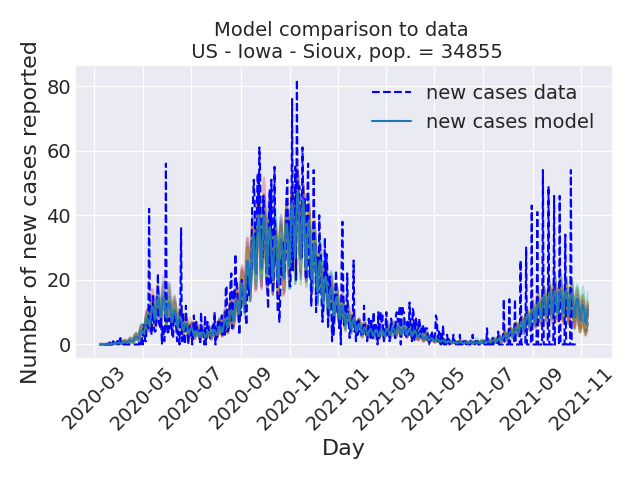 Model comparison to data
US - Iowa - Sioux, pop. = 34855
Number of new cases reported
80
60
40
20
0
new cases data
new cases model
2020-03
2020-05
2020-07
2020-09
2020-11
2021-01
2021-03
2021-05
2021-07
2021-09
2021-11
Day